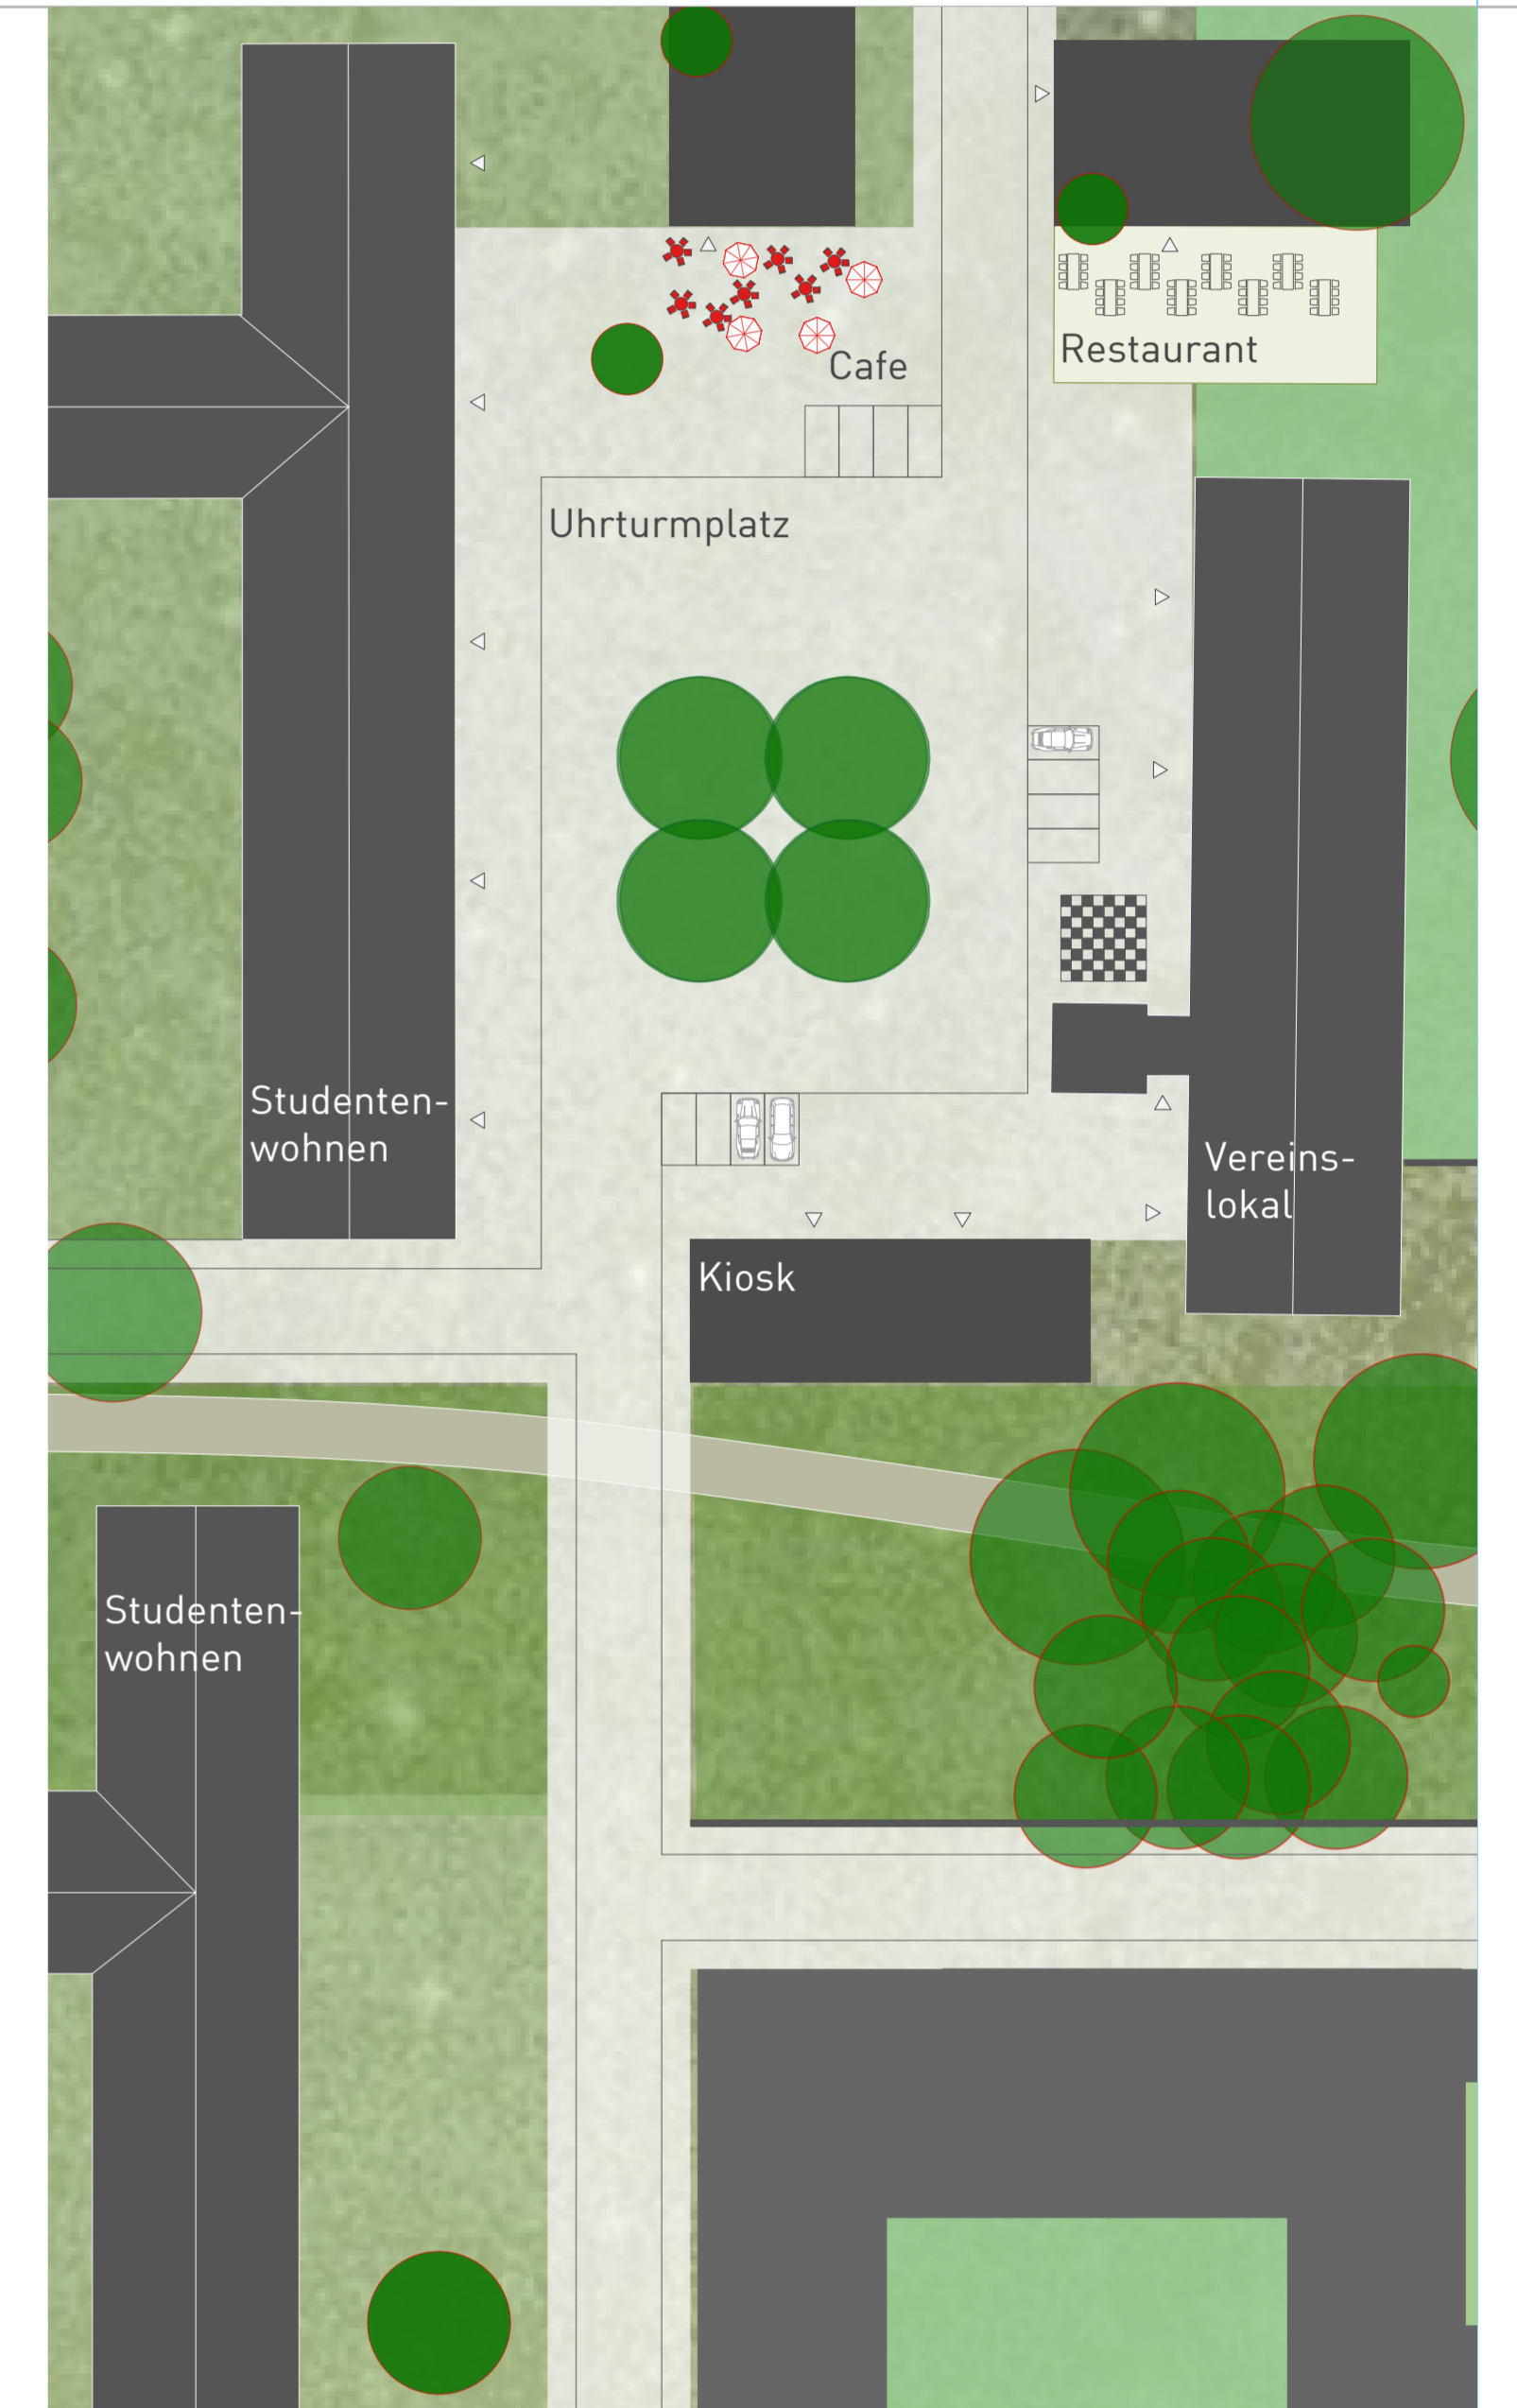 Cafe
Restaurant
Uhrturmplatz
Studenten-
wohnen
Vereins-
lokal
Kiosk
Studenten-
wohnen